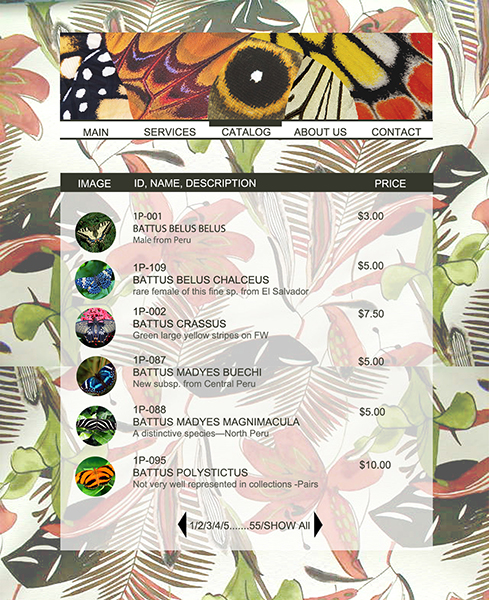 MAIN SERVICES CATALOG ABOUT US CONTACT
IMAGE ID, NAME, DESCRIPTION PRICE
1P-001 $3.00
BATTUS BELUS BELUS
Male from Peru
1P-109 $5.00
BATTUS BELUS CHALCEUS
rare female of this fine sp. from El Salvador
1P-002 $7.50
BATTUS CRASSUS
Green large yellow stripes on FW
1P-087 $5.00
BATTUS MADYES BUECHI
New subsp. from Central Peru
1P-088 $5.00
BATTUS MADYES MAGNIMACULA
A distinctive species—North Peru
1P-095 $10.00
BATTUS POLYSTICTUS
Not very well represented in collections -Pairs
1/2/3/4/5.......55/SHOW All